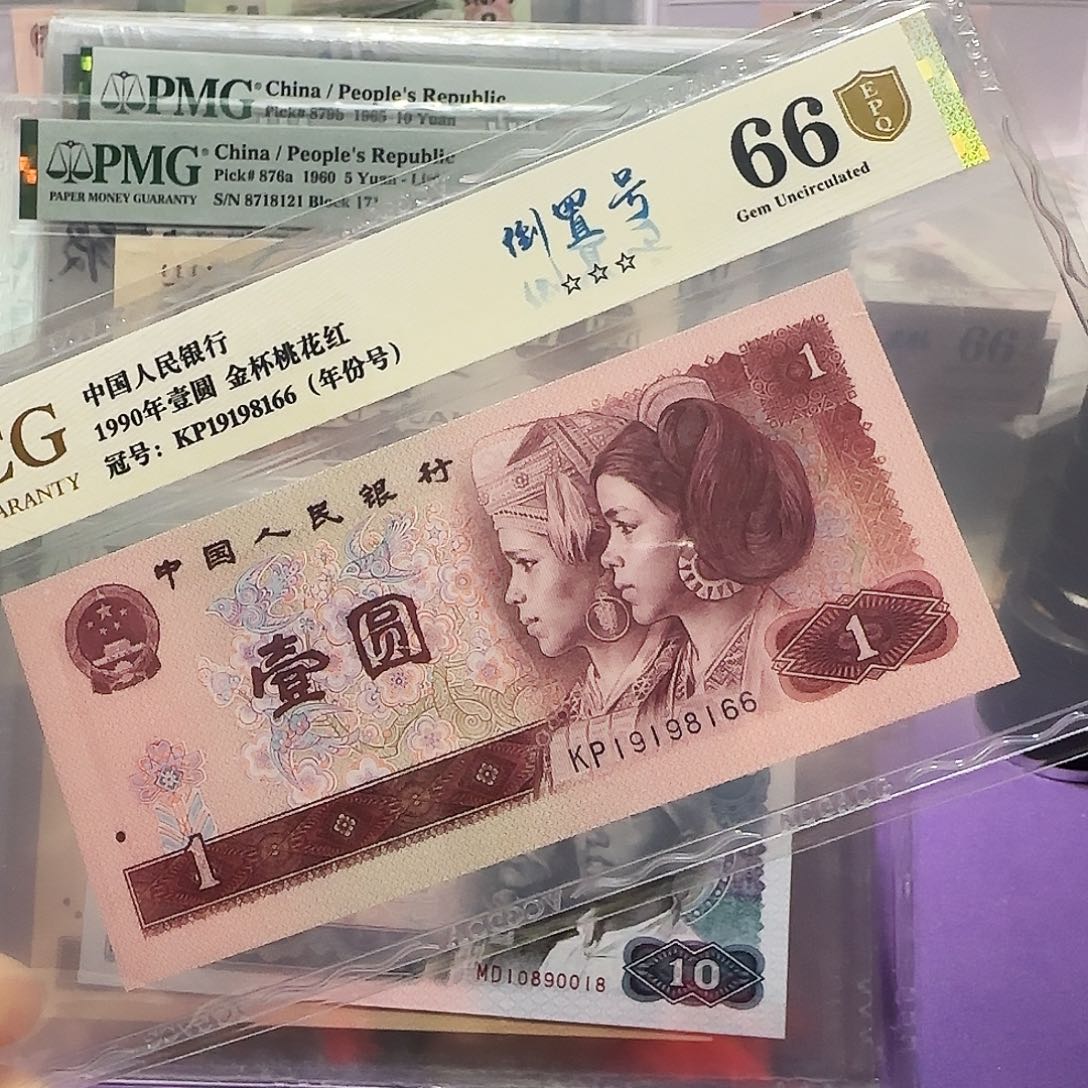 PMG® China / People's Republic
Pick# 879b 1965 10 Yuan
PMG® China / People's Republic
Pick# 876a 1960 5 Yuan
PAPER MONEY GUARANTY S/N 8718121 Block
66 EPQ
Gem Uncirculated
倒置号
☆☆☆
中国人民银行
1990年壹圆 金杯桃花红
冠号：KP19198166（年份号）
G
ARANTY
中国人民银行
1
壹圆
1
KP19198166
1
MD10890018
10
66